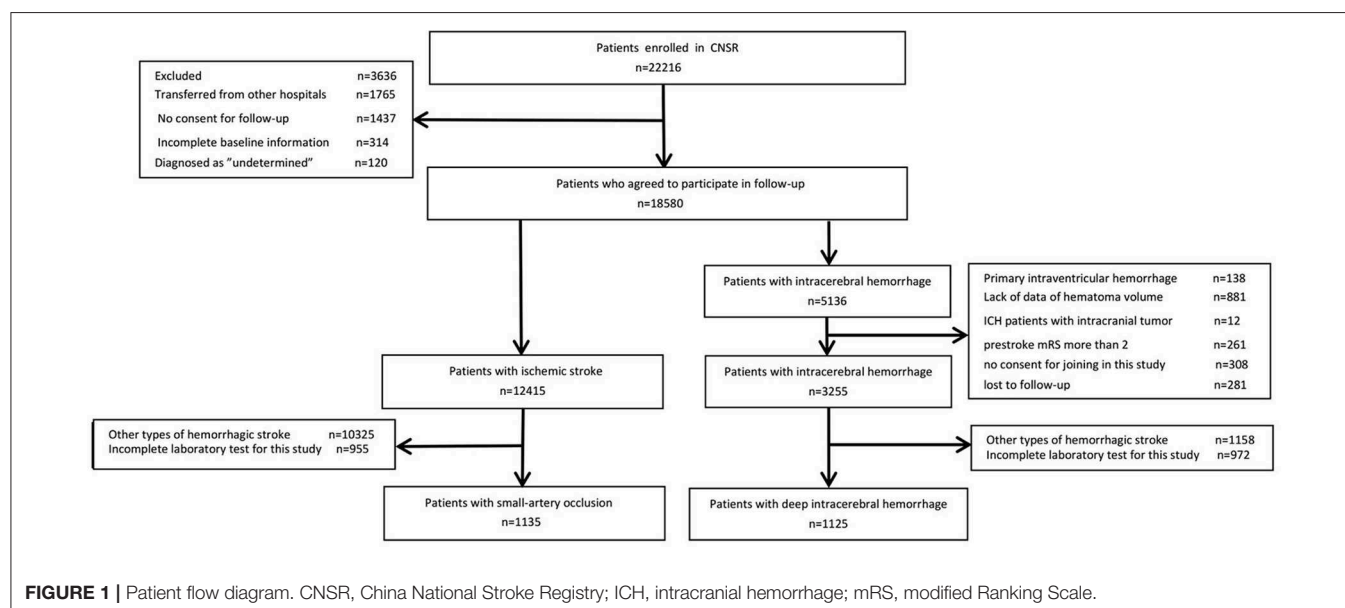 Patients enrolled in CNSR
n=22216
Excluded n=3636
Transferred from other hospitals n=1765
No consent for follow-up n=1437
Incomplete baseline information n=314
Diagnosed as ”undetermined” n=120
Patients who agreed to participate in follow-up
n=18580
Patients with intracerebral hemorrhage
n=5136
Primary intraventricular hemorrhage n=138
Lack of data of hematoma volume n=881
ICH patients with intracranial tumor n=12
prestroke mRS more than 2 n=261
no consent for joining in this study n=308
lost to follow-up n=281
Patients with ischemic stroke
n=12415
Patients with intracerebral hemorrhage
n=3255
Other types of hemorrhagic stroke n=10325
Incomplete laboratory test for this study n=955
Other types of hemorrhagic stroke n=1158
Incomplete laboratory test for this study n=972
Patients with small-artery occlusion
n=1135
Patients with deep intracerebral hemorrhage
n=1125
FIGURE 1 | Patient flow diagram. CNSR, China National Stroke Registry; ICH, intracranial hemorrhage; mRS, modified Ranking Scale.